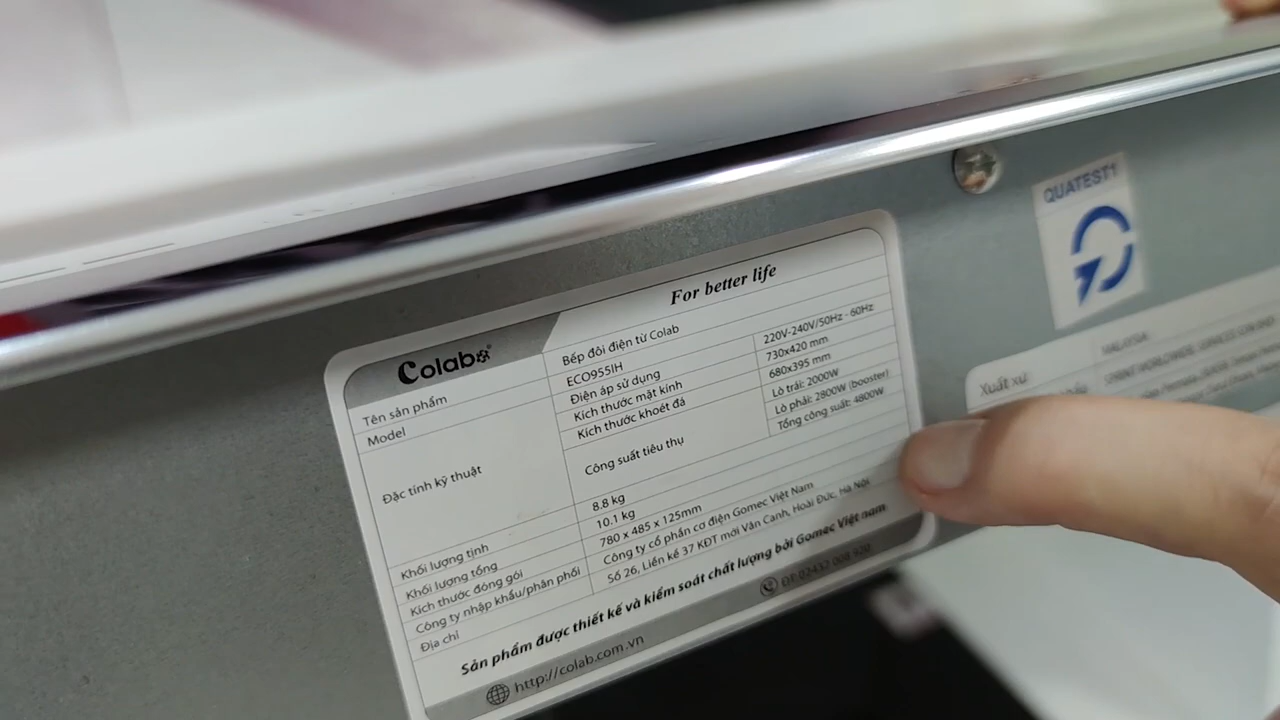 Colab
For better life
Tên sản phẩm Bếp đôi điện từ Colab
Model ECO955IH
Đặc tính kỹ thuật
Điện áp sử dụng 220V-240V/50Hz - 60Hz
Kích thước mặt kính 730x420 mm
Kích thước khoét đá 680x395 mm
Công suất tiêu thụ
Lò trái: 2000W
Lò phải: 2800W (booster)
Tổng công suất: 4800W
Khối lượng tịnh 8.8 kg
Khối lượng tổng 10.1 kg
Kích thước đóng gói 780 x 485 x 125mm
Công ty nhập khẩu/phân phối Công ty cổ phần cơ điện Gomec Việt Nam
Địa chỉ Số 26, Liền kề 37 KĐT mới Vân Canh, Hoài Đức, Hà Nội
Sản phẩm được thiết kế và kiểm soát chất lượng bởi Gomec Việt nam
http://colab.com.vn
QUATEST1
Xuất xứ MALAYSIA